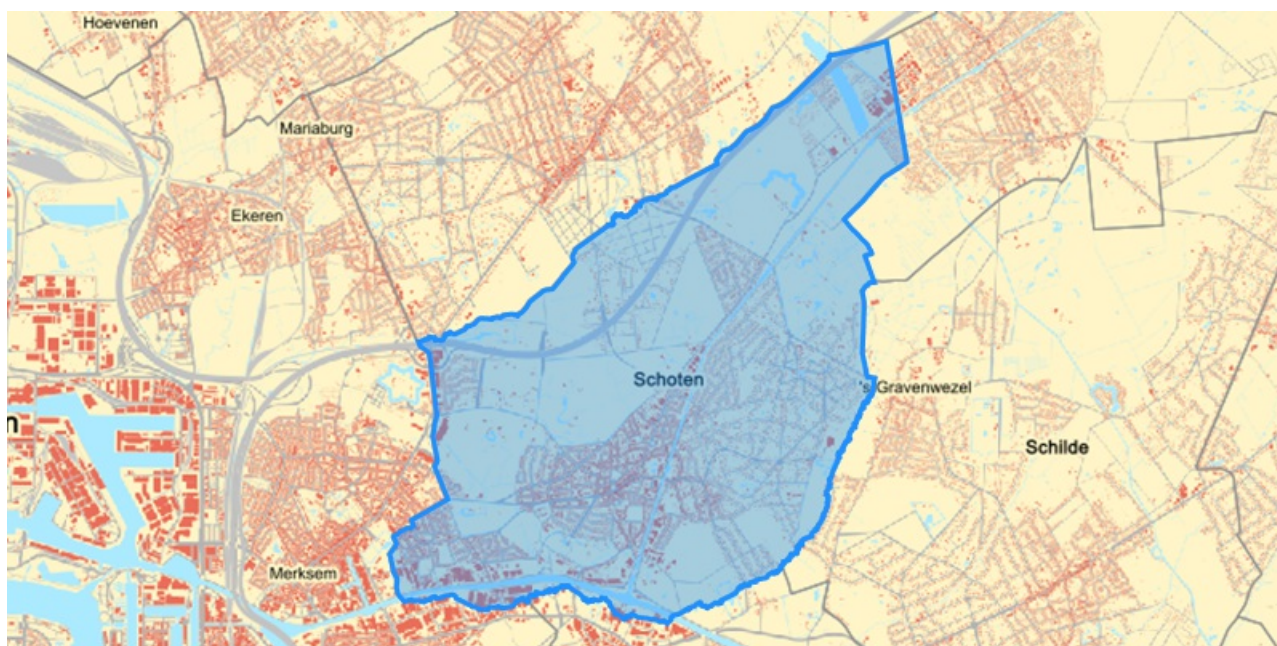 Hoevenen
Mariaburg
Ekeren
Schoten
's Gravenwezel
n
Schilde
Merksem